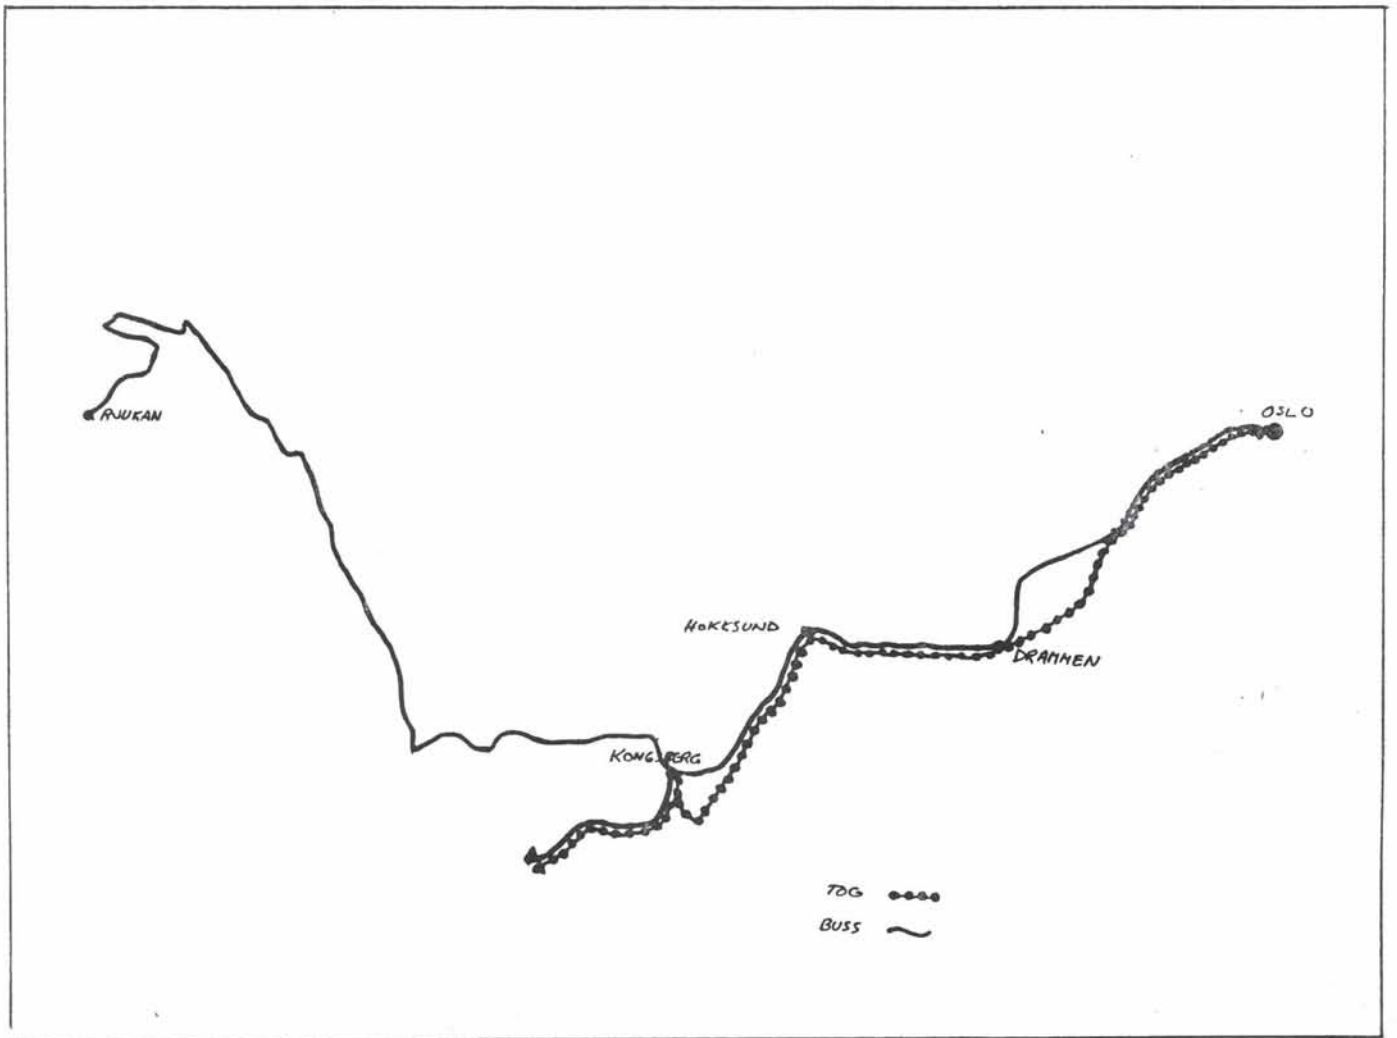 RJUKAN
OSLO
HOKKSUND
DRAMMEN
KONGSBERG
TOG
BUSS